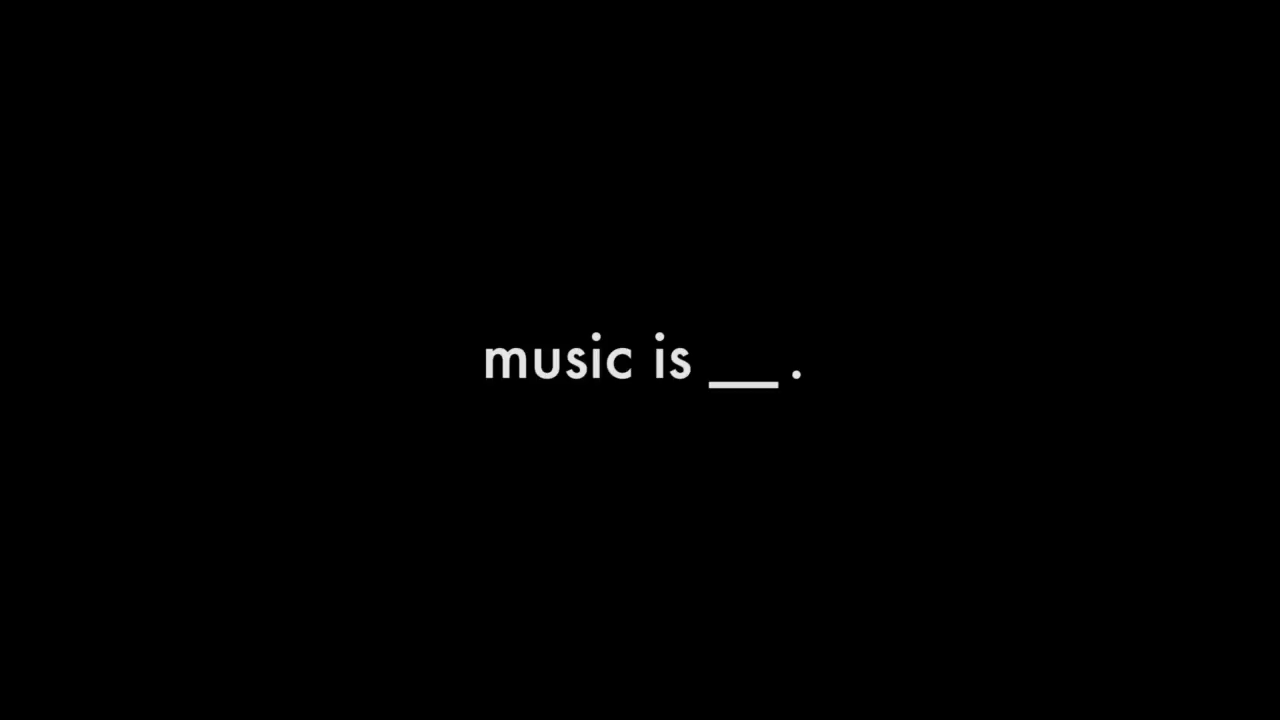 music is __ .